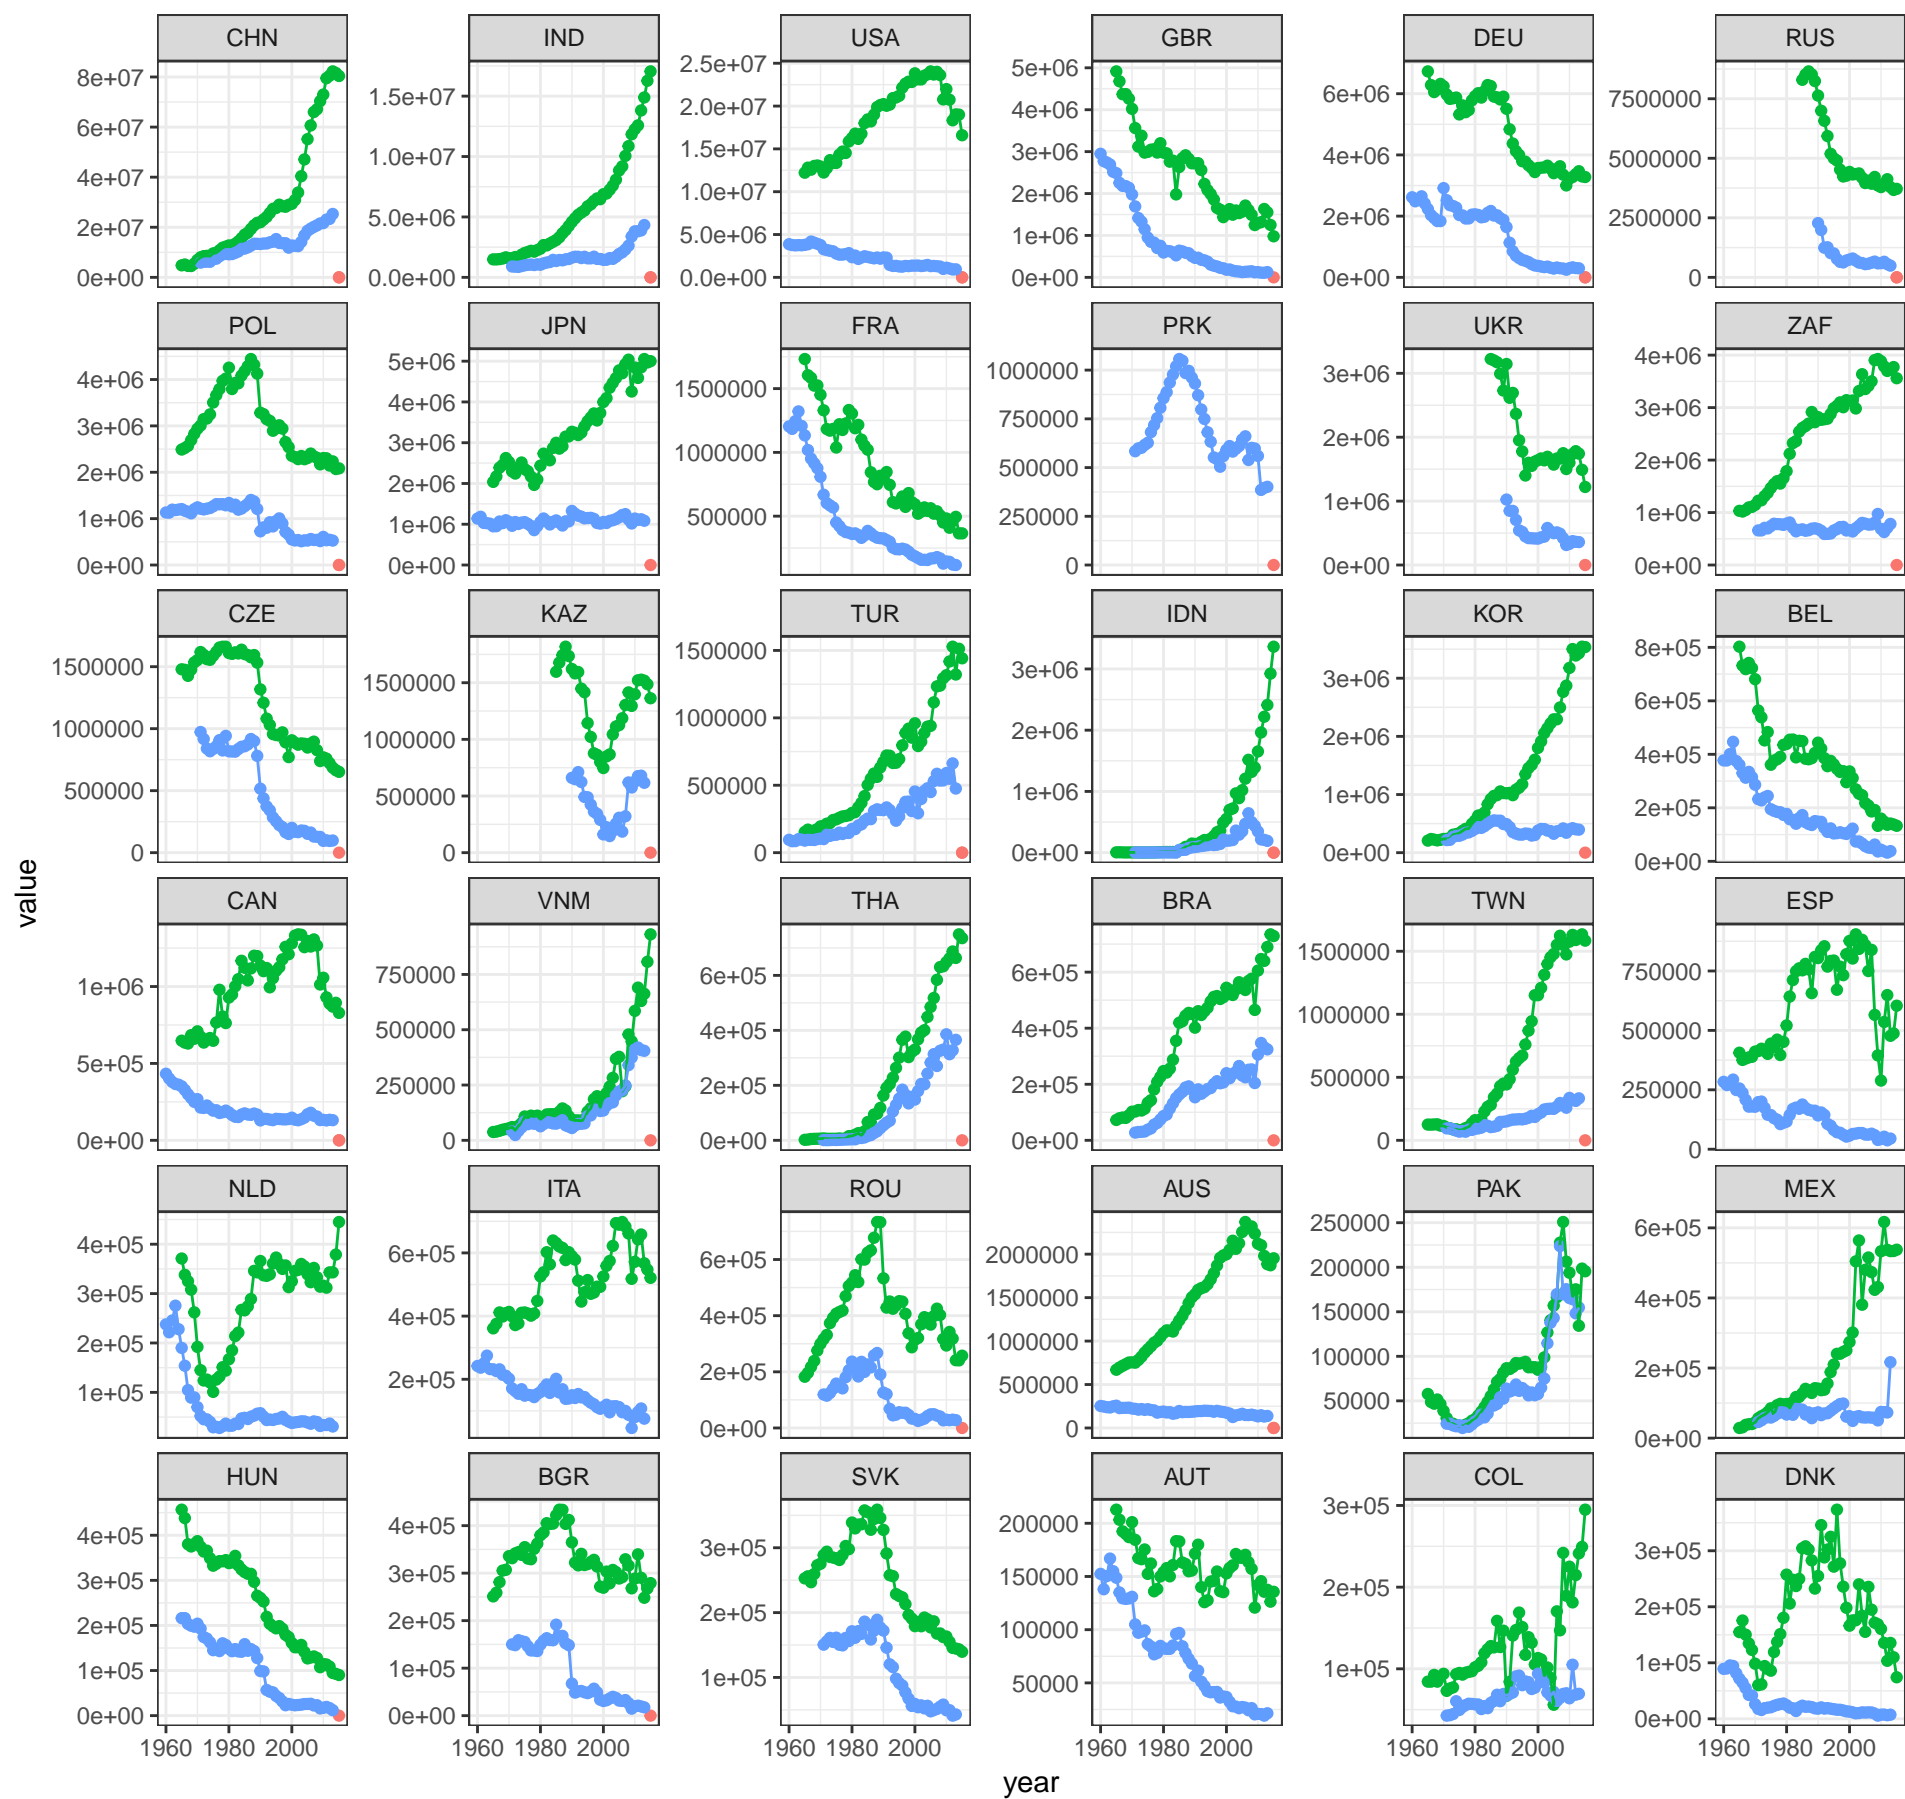 CHN IND USA GBR DEU RUS
8e+07 6e+07 4e+07 2e+07 0e+00
1.5e+07 1.0e+07 5.0e+06 0.0e+00
2.5e+07 2.0e+07 1.5e+07 1.0e+07 5.0e+06 0.0e+00
5e+06 4e+06 3e+06 2e+06 1e+06 0e+00
6e+06 4e+06 2e+06 0e+00
7500000 5000000 2500000 0
POL JPN FRA PRK UKR ZAF
4e+06 3e+06 2e+06 1e+06 0e+00
5e+06 4e+06 3e+06 2e+06 1e+06 0e+00
1500000 1000000 500000
1000000 750000 500000 250000 0
3e+06 2e+06 1e+06 0e+00
4e+06 3e+06 2e+06 1e+06 0e+00
CZE KAZ TUR IDN KOR BEL
1500000 1000000 500000 0
1500000 1000000 500000 0
1500000 1000000 500000 0
3e+06 2e+06 1e+06 0e+00
3e+06 2e+06 1e+06 0e+00
8e+05 6e+05 4e+05 2e+05 0e+00
value
CAN VNM THA BRA TWN ESP
1e+06 5e+05 0e+00
750000 500000 250000 0
6e+05 4e+05 2e+05 0e+00
6e+05 4e+05 2e+05 0e+00
1500000 1000000 500000 0
750000 500000 250000 0
NLD ITA ROU AUS PAK MEX
4e+05 3e+05 2e+05 1e+05
6e+05 4e+05 2e+05
6e+05 4e+05 2e+05 0e+00
2000000 1500000 1000000 500000 0
250000 200000 150000 100000 50000
6e+05 4e+05 2e+05 0e+00
HUN BGR SVK AUT COL DNK
4e+05 3e+05 2e+05 1e+05 0e+00
4e+05 3e+05 2e+05 1e+05 0e+00
3e+05 2e+05 1e+05
200000 150000 100000 50000
3e+05 2e+05 1e+05
3e+05 2e+05 1e+05 0e+00
1960 1980 2000 1960 1980 2000 1960 1980 2000 1960 1980 2000 1960 1980 2000 1960 1980 2000
year